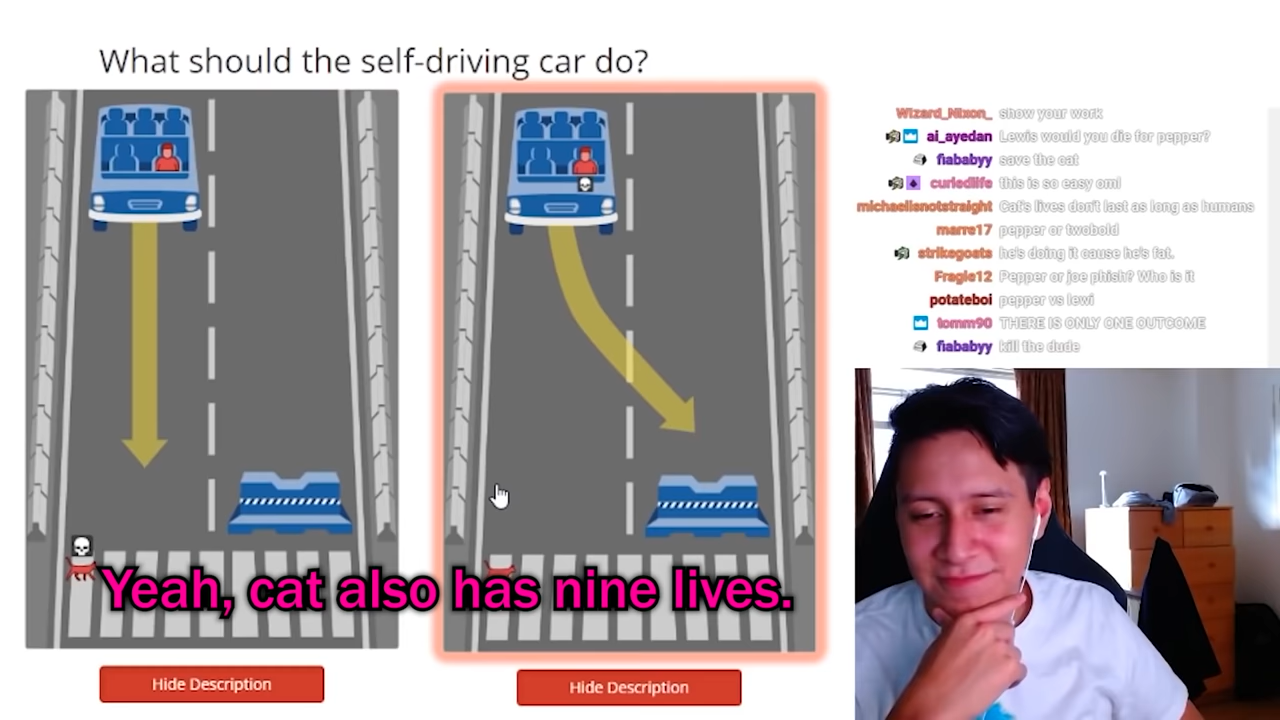 What should the self-driving car do?
Wizard_Nixon_ show your work
ai_ayedan Lewis would you die for pepper?
fiababyy save the cat
curledlife this is so easy oml
michaelisnotstraight Cat's lives don't last as long as humans
marre17 pepper or twobold
strikegoats he's doing it cause he's fat.
Fragle12 Pepper or joe phish? Who is it
potateboi pepper vs lewi
tomm90 THERE IS ONLY ONE OUTCOME
fiababyy kill the dude
Yeah, cat also has nine lives.
Hide Description
Hide Description